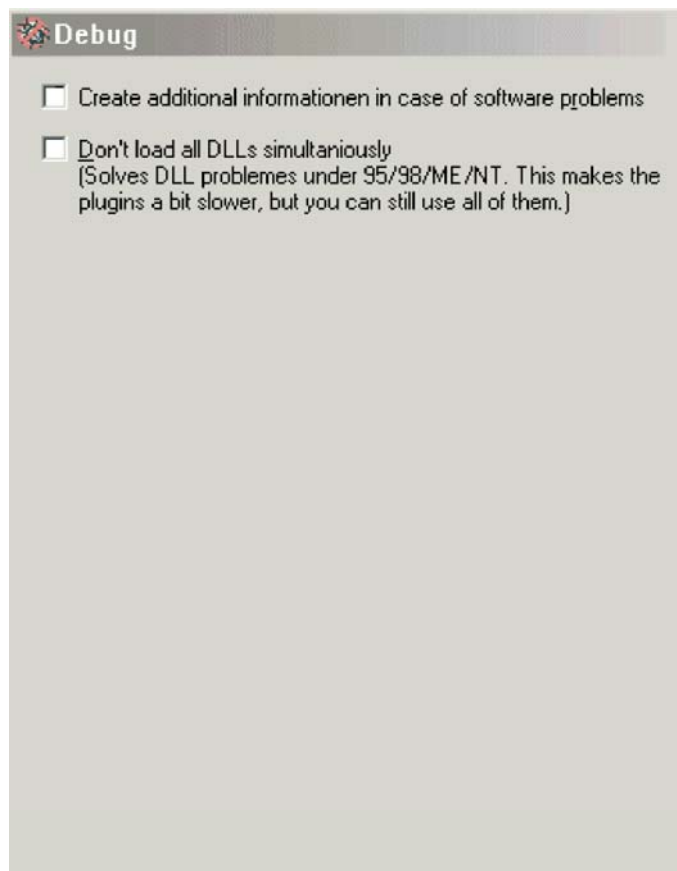 Debug
Create additional informationen in case of software problems
Don't load all DLLs simultaniously
(Solves DLL problemes under 95/98/ME/NT. This makes the
plugins a bit slower, but you can still use all of them.)